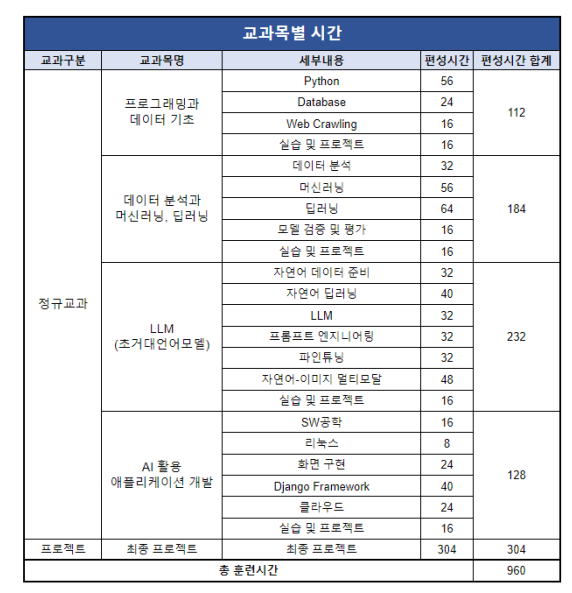 교과목별 시간
교과구분 교과목명 세부내용 편성시간 편성시간 합계
정규교과
프로그래밍과
데이터 기초
Python 56
Database 24
Web Crawling 16
실습 및 프로젝트 16
112
데이터 분석과
머신러닝, 딥러닝
데이터 분석 32
머신러닝 56
딥러닝 64
모델 검증 및 평가 16
실습 및 프로젝트 16
184
LLM
(초거대언어모델)
자연어 데이터 준비 32
자연어 딥러닝 40
LLM 32
프롬프트 엔지니어링 32
파인튜닝 32
자연어-이미지 멀티모달 48
실습 및 프로젝트 16
232
AI 활용
애플리케이션 개발
SW공학 16
리눅스 8
화면 구현 24
Django Framework 40
클라우드 24
실습 및 프로젝트 16
128
프로젝트 최종 프로젝트 최종 프로젝트 304 304
총 훈련시간 960